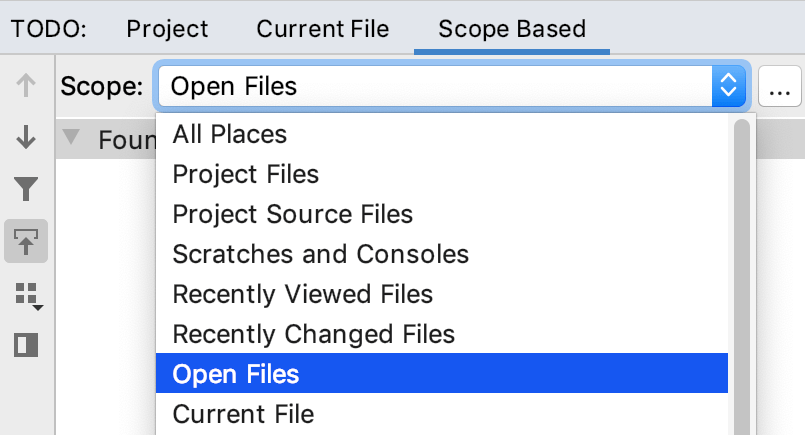 TODO: Project Current File Scope Based
Scope: Open Files ...
Foun
All Places
Project Files
Project Source Files
Scratches and Consoles
Recently Viewed Files
Recently Changed Files
Open Files
Current File